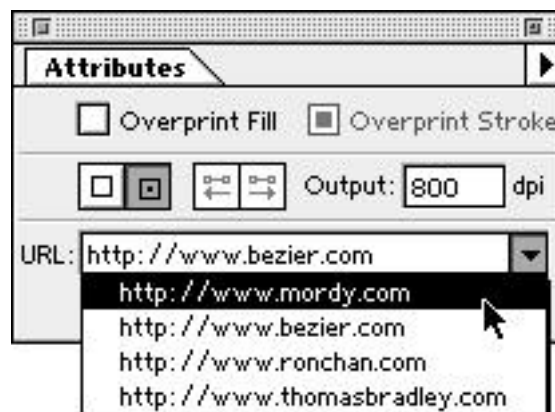 Attributes
Overprint Fill Overprint Stroke
Output: 800 dpi
URL: http://www.bezier.com
http://www.mordy.com
http://www.bezier.com
http://www.ronchan.com
http://www.thomasbradley.com